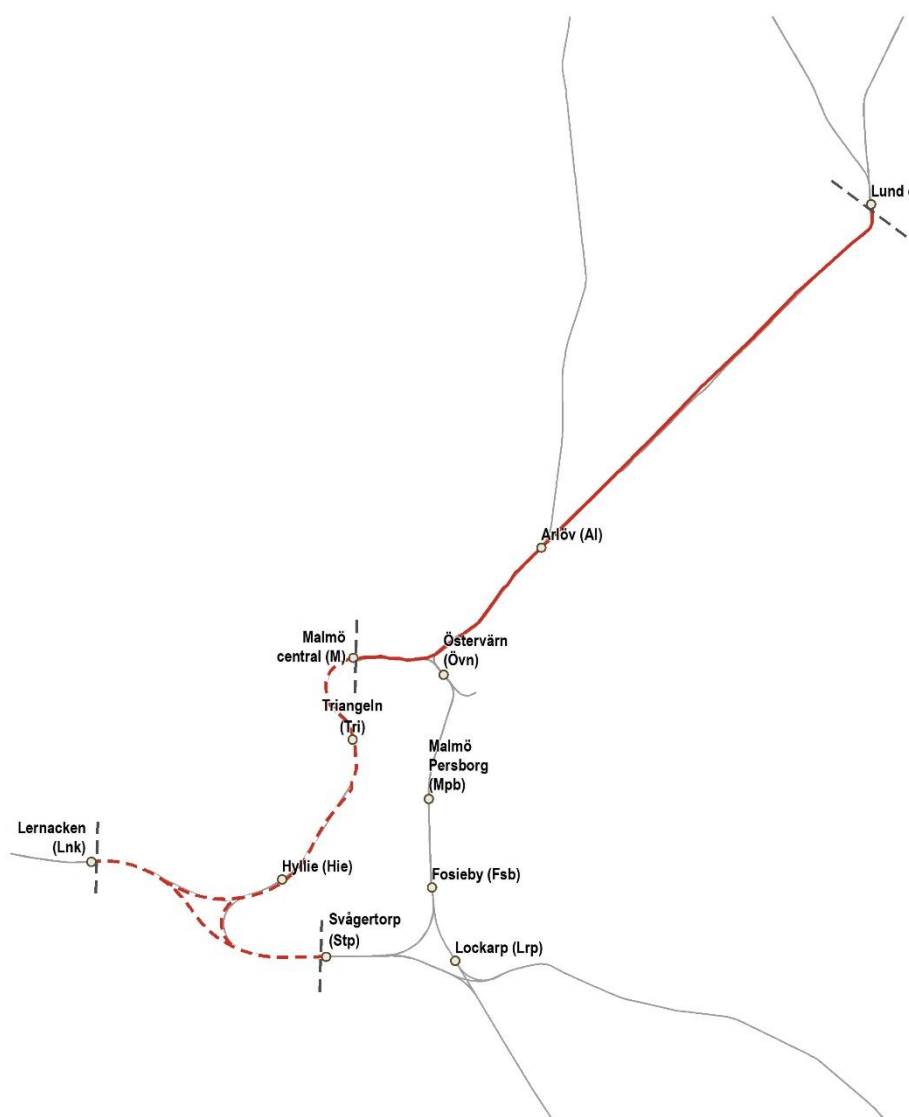 Lund
Arlöv (Al)
Malmö
central (M)
Östervärn
(Övn)
Triangeln
(Tri)
Malmö
Persborg
(Mpb)
Lernacken
(Lnk)
Hyllie (Hie)
Fosieby (Fsb)
Svågertorp
(Stp)
Lockarp (Lrp)